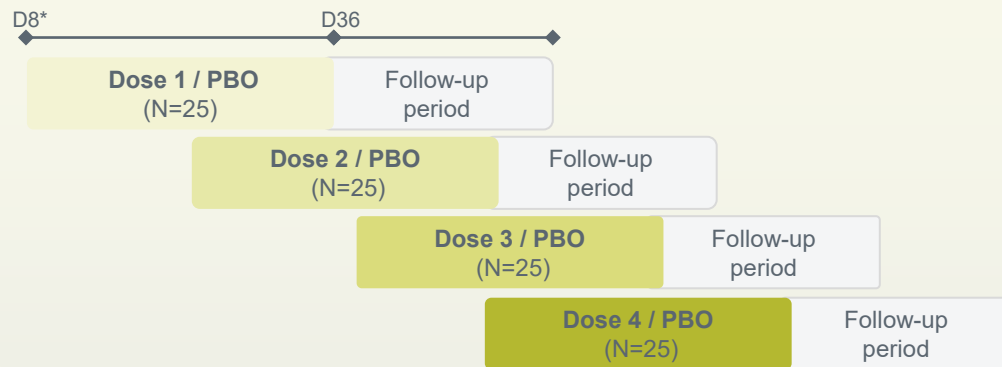 D8* D36
Dose 1 / PBO
(N=25)
Follow-up
period
Dose 2 / PBO
(N=25)
Follow-up
period
Dose 3 / PBO
(N=25)
Follow-up
period
Dose 4 / PBO
(N=25)
Follow-up
period